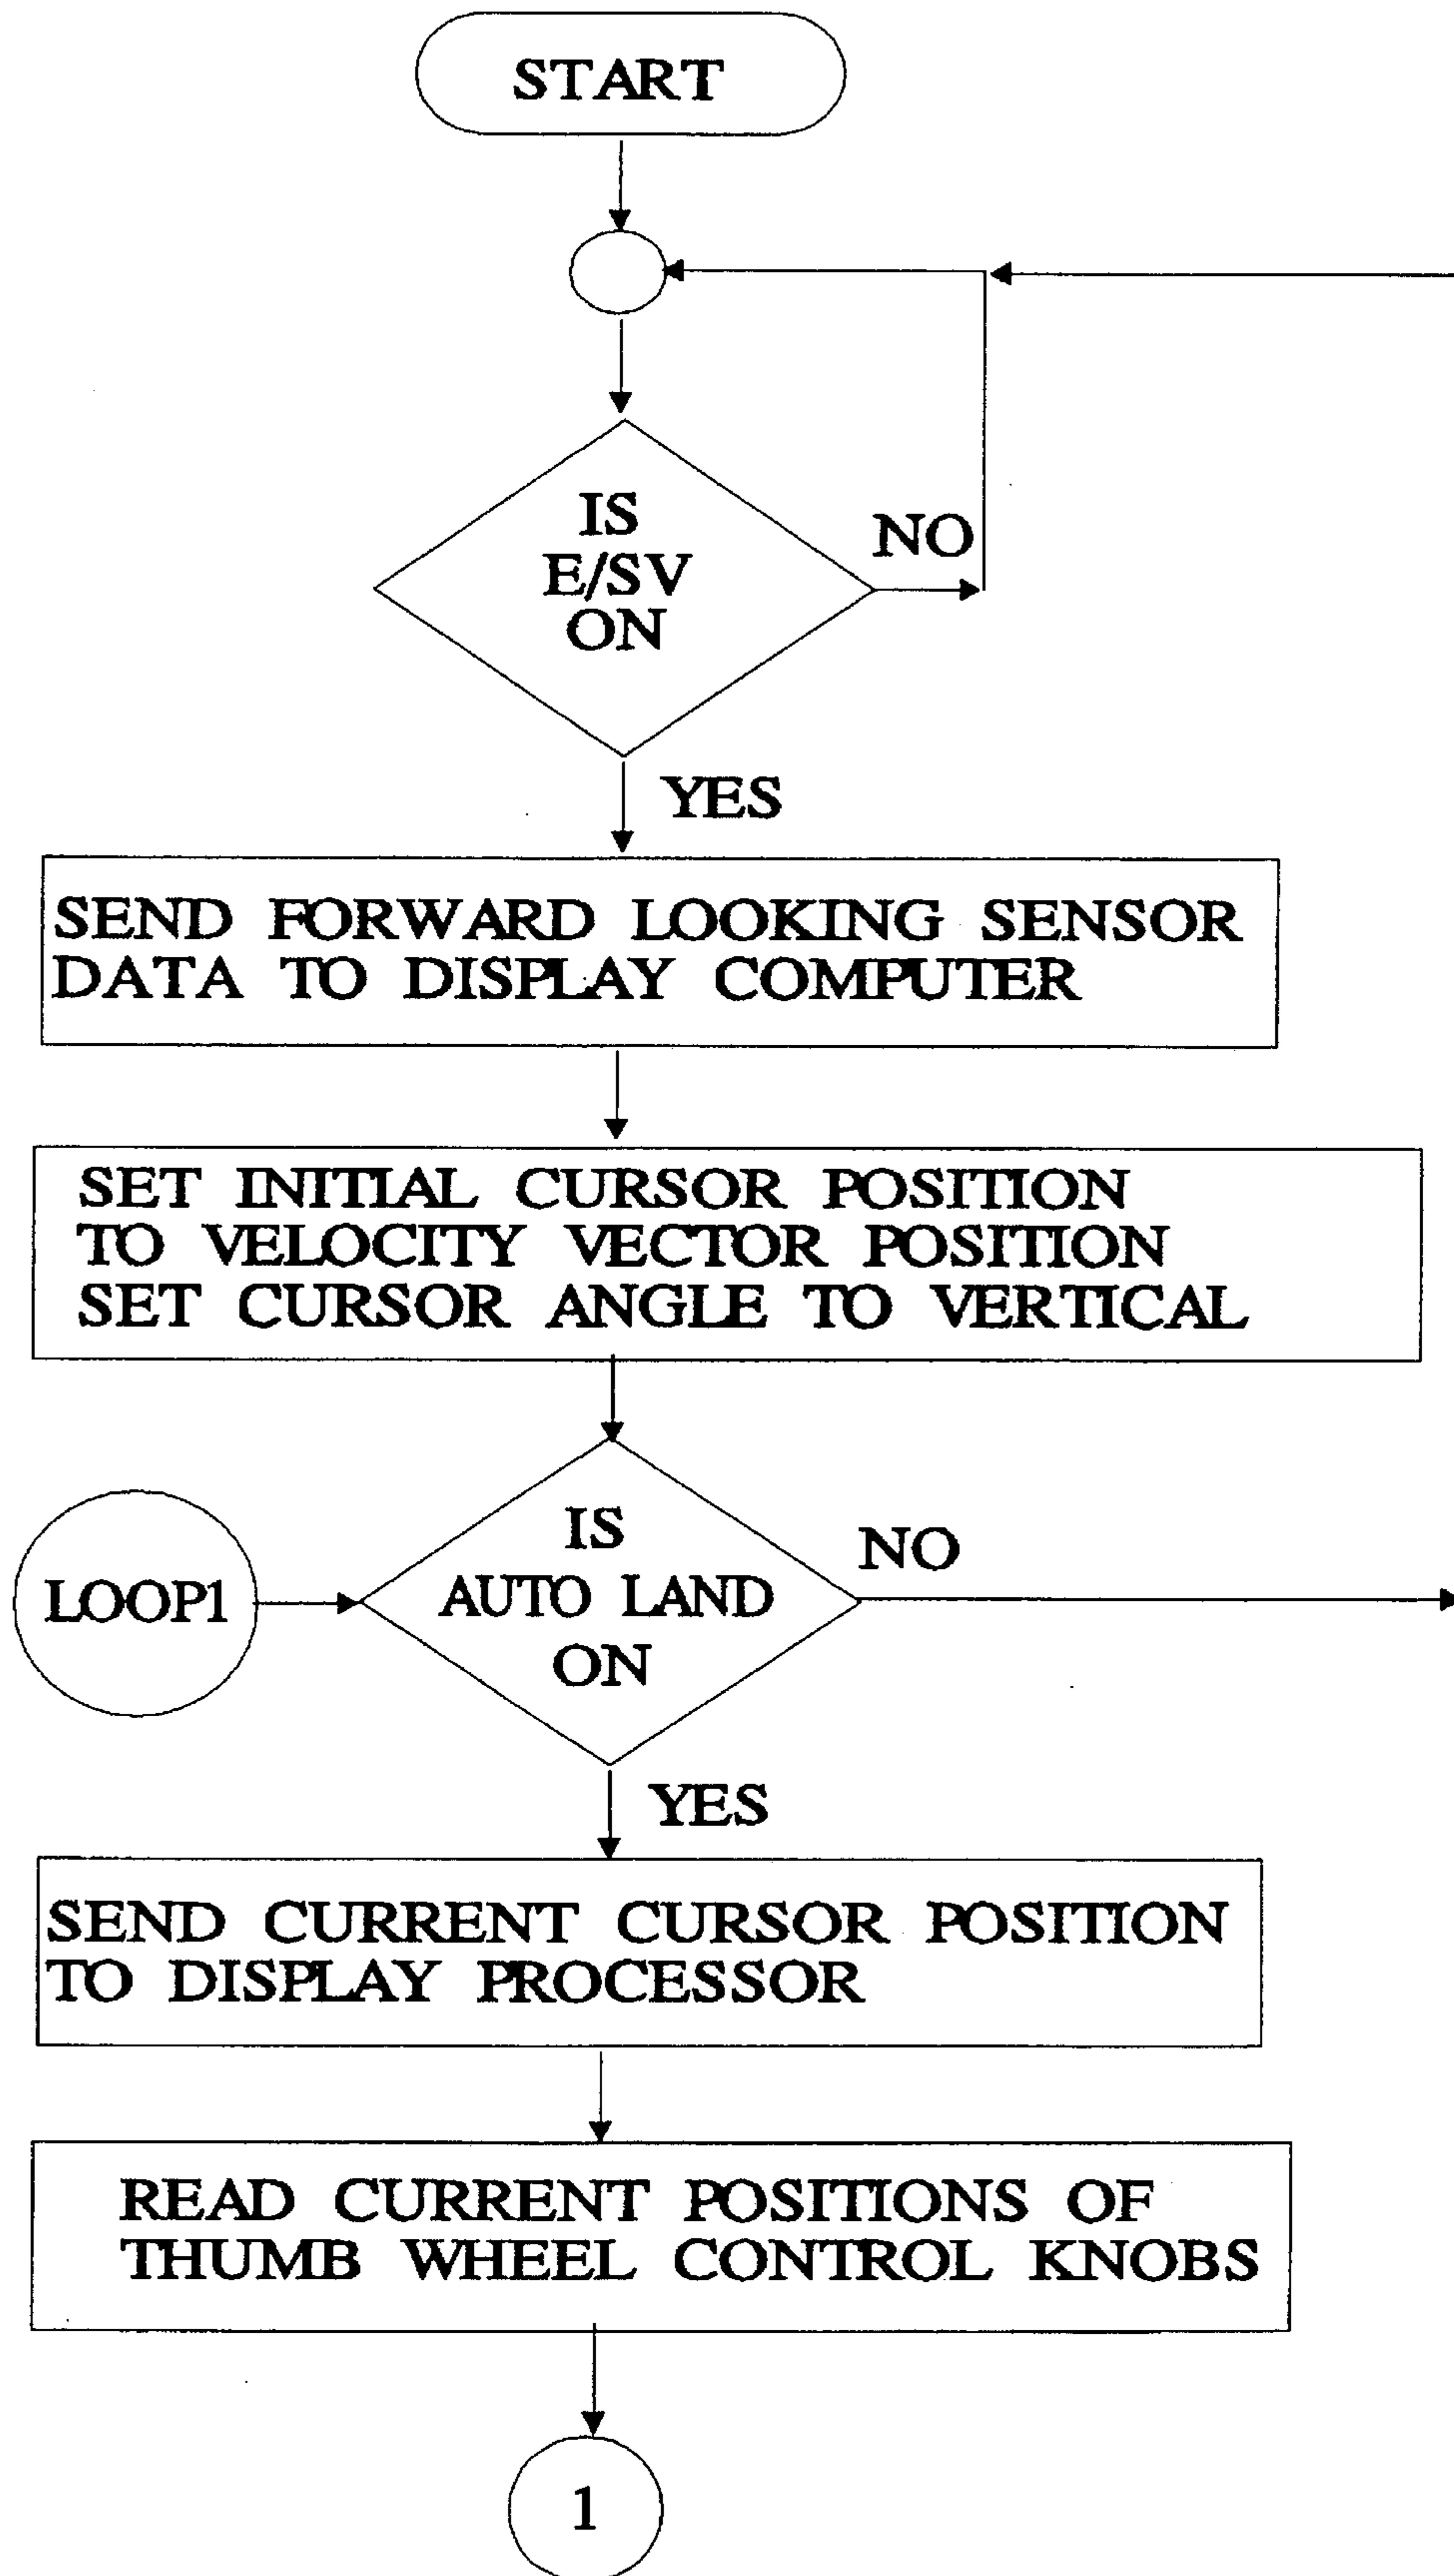 START
IS
E/SV
ON
NO
YES
SEND FORWARD LOOKING SENSOR
DATA TO DISPLAY COMPUTER
SET INITIAL CURSOR POSITION
TO VELOCITY VECTOR POSITION
SET CURSOR ANGLE TO VERTICAL
LOOP1
IS
AUTO LAND
ON
NO
YES
SEND CURRENT CURSOR POSITION
TO DISPLAY PROCESSOR
READ CURRENT POSITIONS OF
THUMB WHEEL CONTROL KNOBS
1